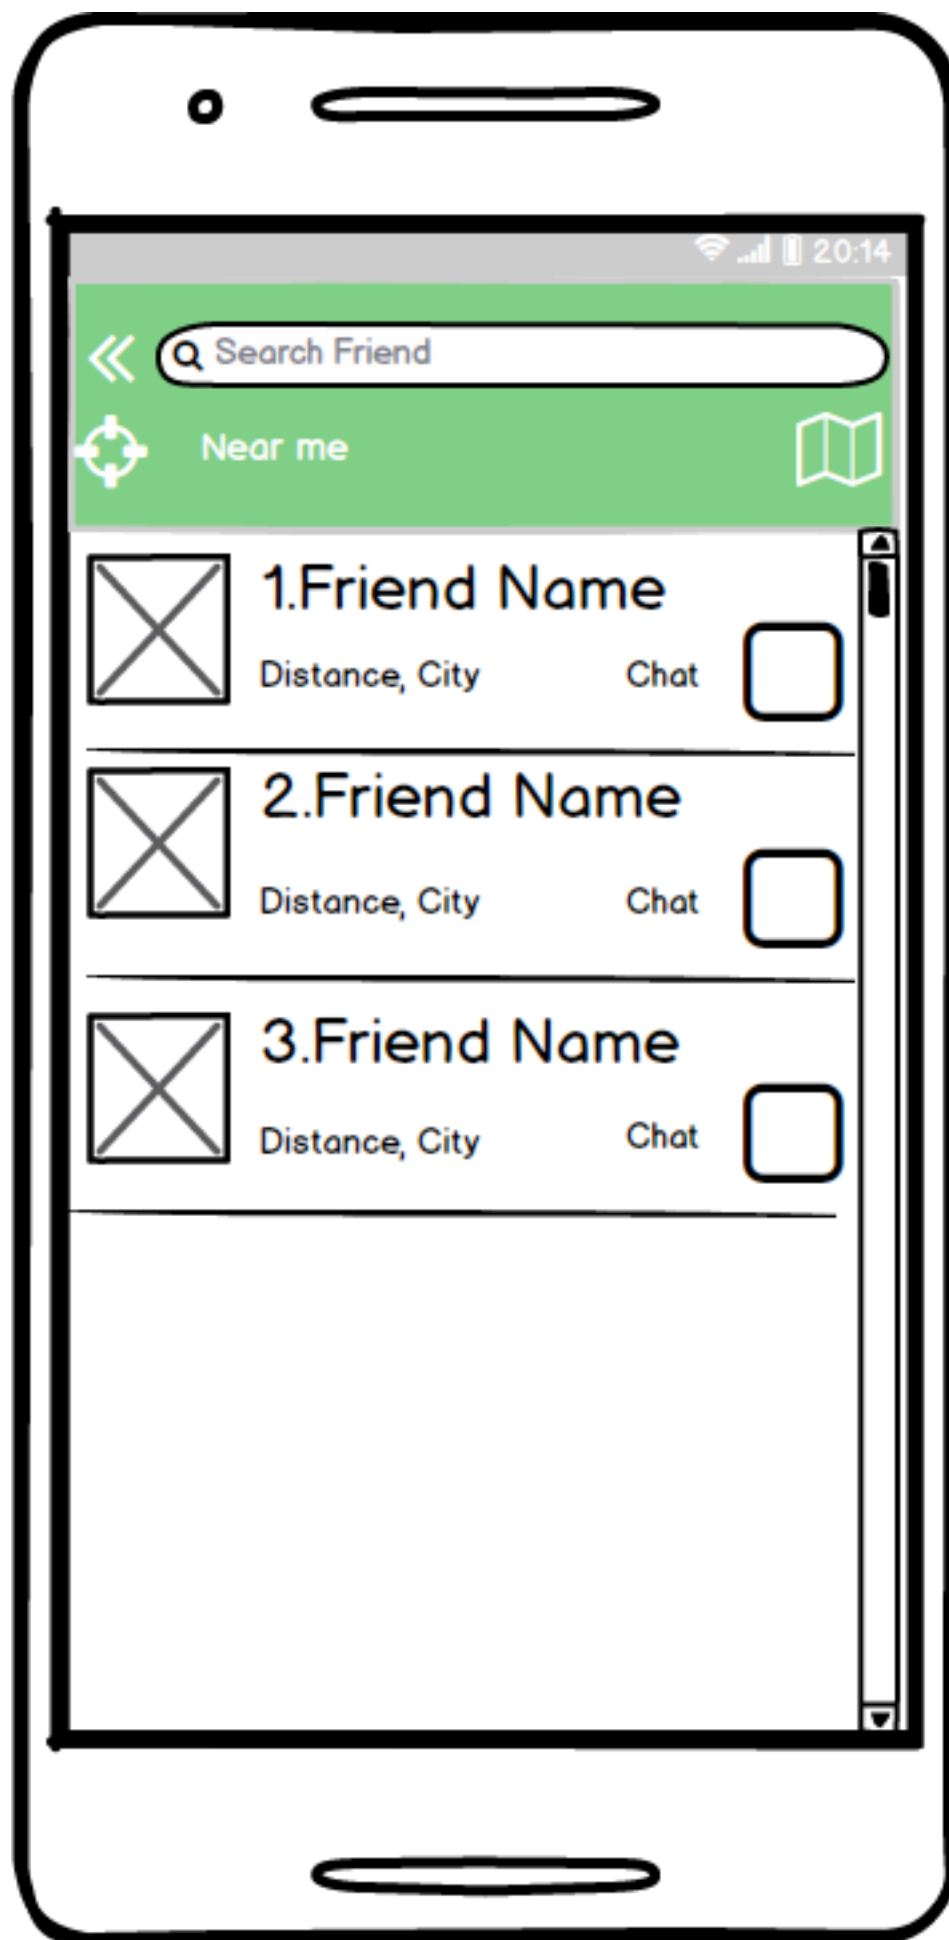 20:14
Search Friend
Near me
1.Friend Name
Distance, City Chat
2.Friend Name
Distance, City Chat
3.Friend Name
Distance, City Chat